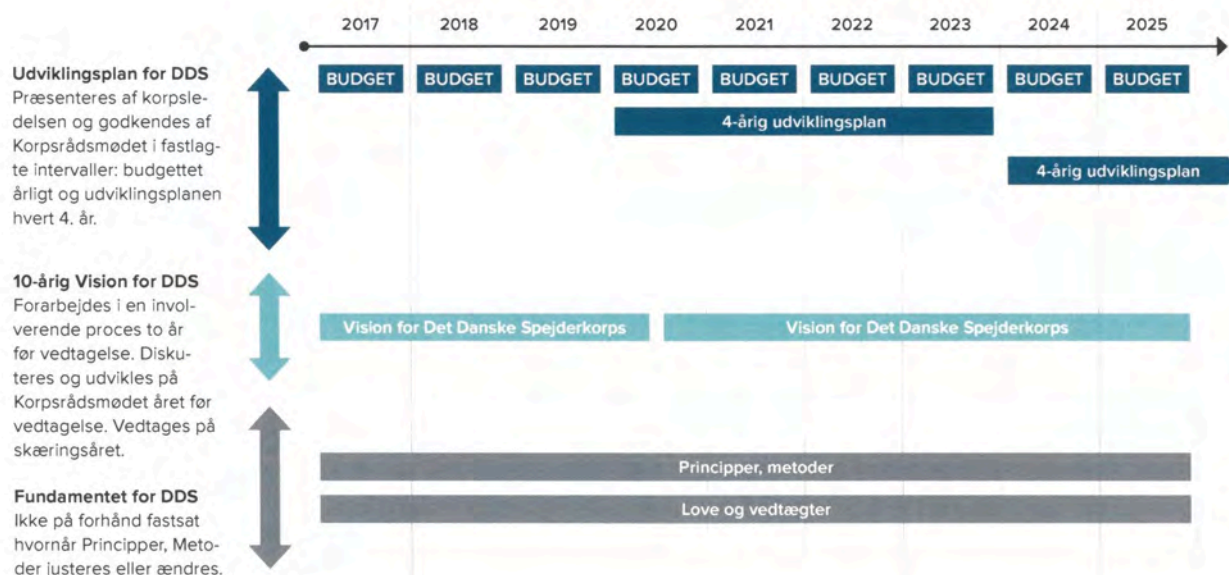 2017 2018 2019 2020 2021 2022 2023 2024 2025
Udviklingsplan for DDS
Præsenteres af korpsle-
delsen og godkendes af
Korpsrådsmødet i fastlag-
te intervaller: budgettet
årligt og udviklingsplanen
hvert 4. år.
BUDGET BUDGET BUDGET BUDGET BUDGET BUDGET BUDGET BUDGET BUDGET
4-årig udviklingsplan
4-årig udviklingsplan
10-årig Vision for DDS
Forarbejdes i en invol-
verende proces to år
før vedtagelse. Disku-
teres og udvikles på
Korpsrådsmødet året før
vedtagelse. Vedtages på
skæringsåret.
Vision for Det Danske Spejderkorps Vision for Det Danske Spejderkorps
Fundamentet for DDS
Ikke på forhånd fastsat
hvornår Principper, Meto-
der justeres eller ændres.
Principper, metoder
Love og vedtægter